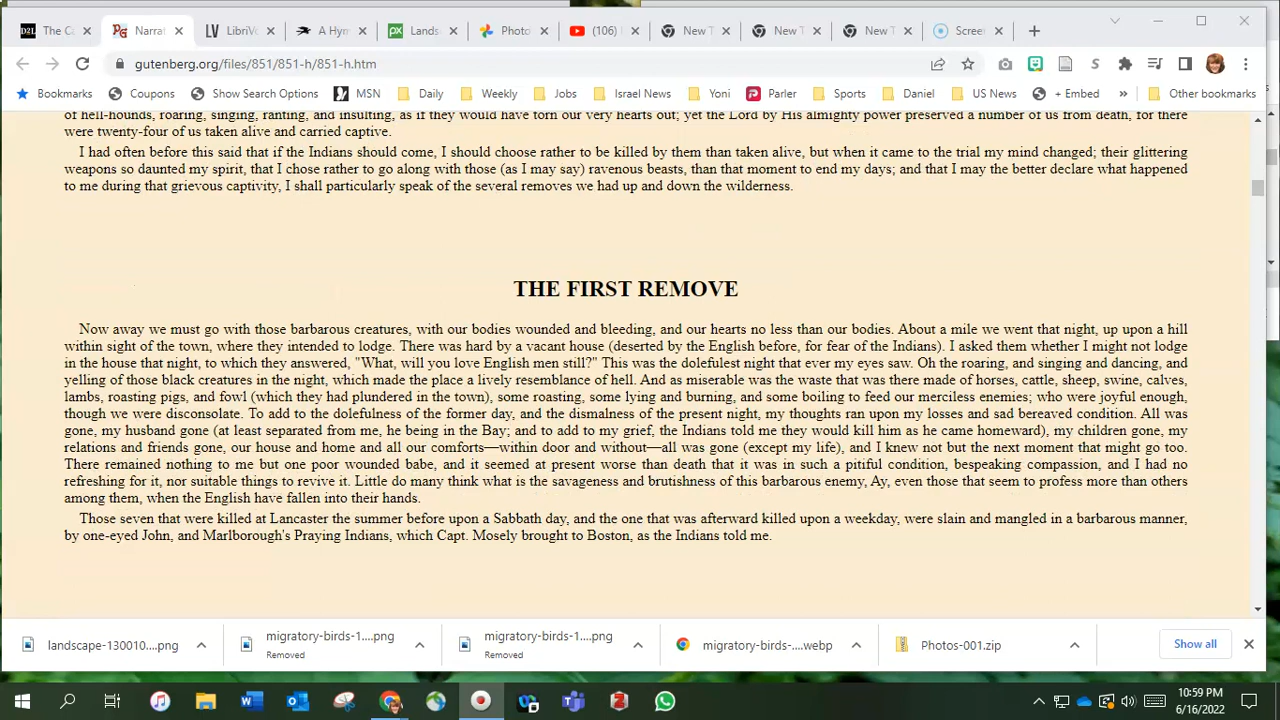 The C
Narrat
LibriV
A Hym
Lands
Photo
(106)
New T
New T
New T
Screen
gutenberg.org/files/851/851-h/851-h.htm
Bookmarks
Coupons
Show Search Options
MSN
Daily
Weekly
Jobs
Israel News
Yoni
Parler
Sports
Daniel
US News
+ Embed
»
Other bookmarks
of hell-hounds, roaring, singing, ranting, and insulting, as if they would have torn our very hearts out; yet the Lord by His almighty power preserved a number of us from death, for there
were twenty-four of us taken alive and carried captive.
I had often before this said that if the Indians should come, I should choose rather to be killed by them than taken alive, but when it came to the trial my mind changed; their glittering
weapons so daunted my spirit, that I chose rather to go along with those (as I may say) ravenous beasts, than that moment to end my days; and that I may the better declare what happened
to me during that grievous captivity, I shall particularly speak of the several removes we had up and down the wilderness.
THE FIRST REMOVE
Now away we must go with those barbarous creatures, with our bodies wounded and bleeding, and our hearts no less than our bodies. About a mile we went that night, up upon a hill
within sight of the town, where they intended to lodge. There was hard by a vacant house (deserted by the English before, for fear of the Indians). I asked them whether I might not lodge
in the house that night, to which they answered, "What, will you love English men still?" This was the dolefulest night that ever my eyes saw. Oh the roaring, and singing and dancing, and
yelling of those black creatures in the night, which made the place a lively resemblance of hell. And as miserable was the waste that was there made of horses, cattle, sheep, swine, calves,
lambs, roasting pigs, and fowl (which they had plundered in the town), some roasting, some lying and burning, and some boiling to feed our merciless enemies; who were joyful enough,
though we were disconsolate. To add to the dolefulness of the former day, and the dismalness of the present night, my thoughts ran upon my losses and sad bereaved condition. All was
gone, my husband gone (at least separated from me, he being in the Bay; and to add to my grief, the Indians told me they would kill him as he came homeward), my children gone, my
relations and friends gone, our house and home and all our comforts—within door and without—all was gone (except my life), and I knew not but the next moment that might go too.
There remained nothing to me but one poor wounded babe, and it seemed at present worse than death that it was in such a pitiful condition, bespeaking compassion, and I had no
refreshing for it, nor suitable things to revive it. Little do many think what is the savageness and brutishness of this barbarous enemy, Ay, even those that seem to profess more than others
among them, when the English have fallen into their hands.
Those seven that were killed at Lancaster the summer before upon a Sabbath day, and the one that was afterward killed upon a weekday, were slain and mangled in a barbarous manner,
by one-eyed John, and Marlborough's Praying Indians, which Capt. Mosely brought to Boston, as the Indians told me.
landscape-130010....png
migratory-birds-1....png
Removed
migratory-birds-1....png
Removed
migratory-birds-....webp
Photos-001.zip
Show all
10:59 PM
6/16/2022